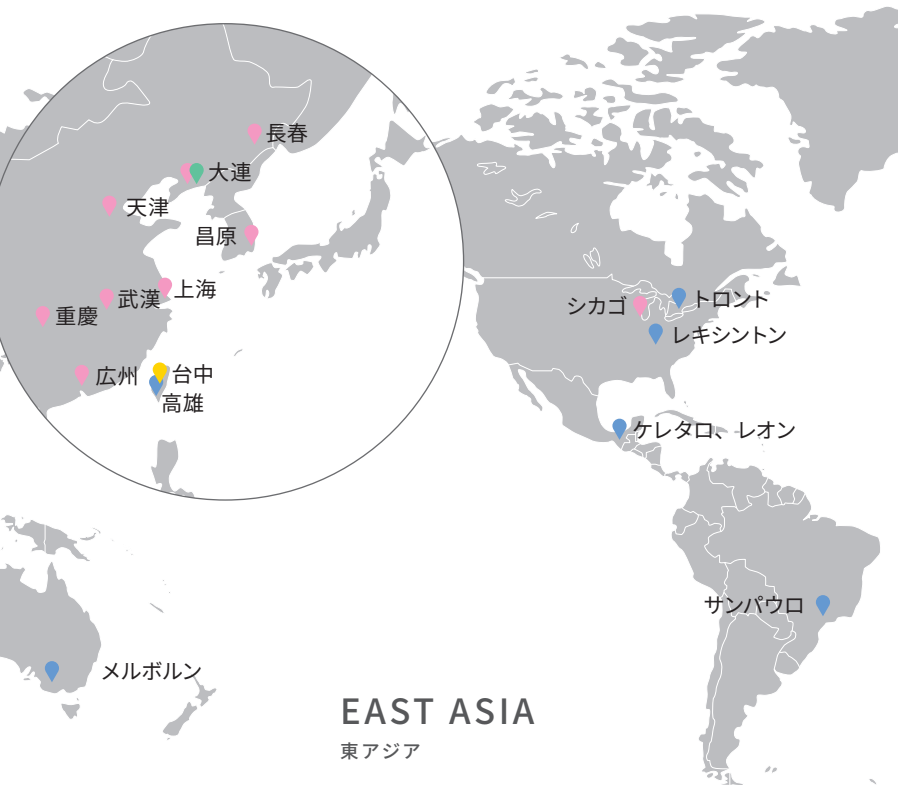 長春
大連
天津
昌原
上海
武漢
重慶
広州
台中
高雄
シカゴ
トロント
レキシントン
ケレタロ、レオン
サンパウロ
メルボルン
EAST ASIA
東アジア